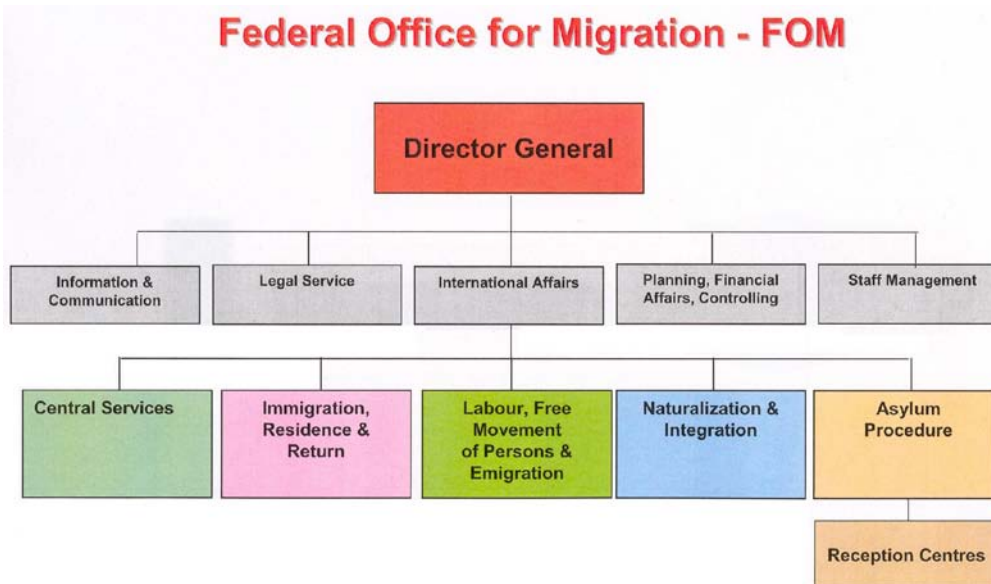 Federal Office for Migration - FOM
Director General
Information &
Communication
Legal Service
International Affairs
Planning, Financial
Affairs, Controlling
Staff Management
Central Services
Immigration,
Residence &
Return
Labour, Free
Movement
of Persons &
Emigration
Naturalization &
Integration
Asylum
Procedure
Reception Centres